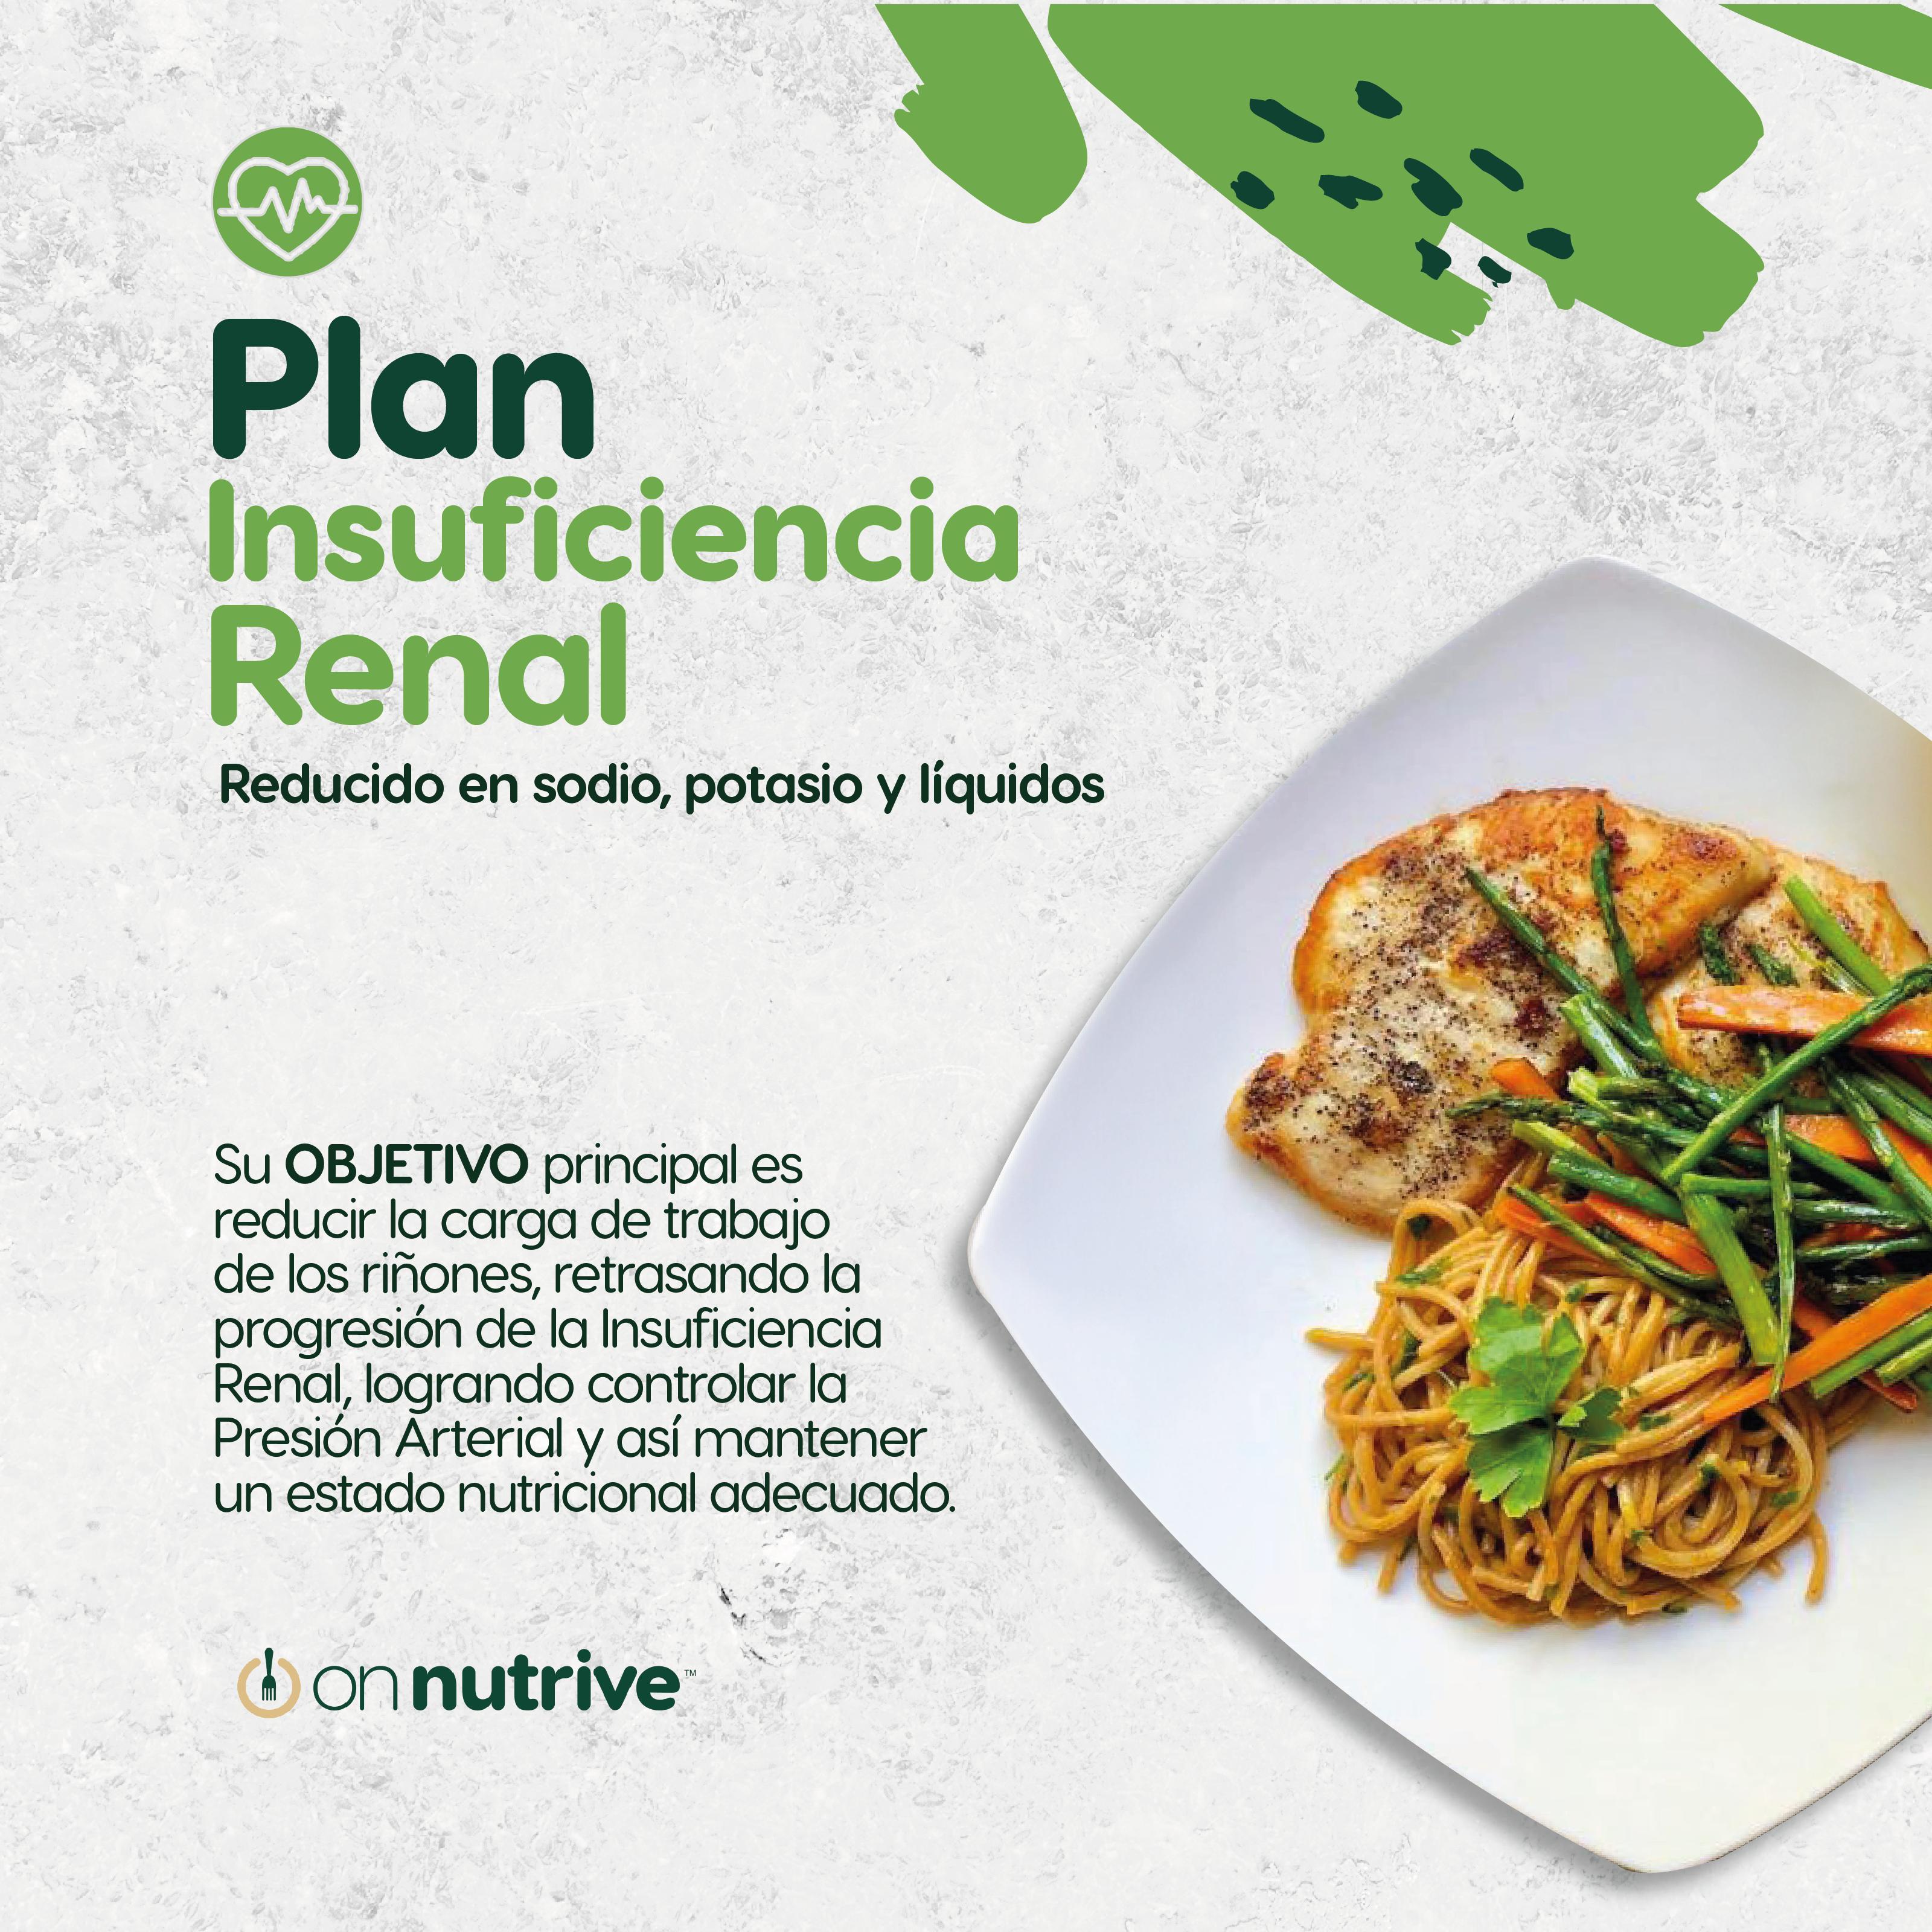 Plan
Insuficiencia
Renal
Reducido en sodio, potasio y líquidos
Su OBJETIVO principal es
reducir la carga de trabajo
de los riñones, retrasando la
progresión de la Insuficiencia
Renal, logrando controlar la
Presión Arterial y así mantener
un estado nutricional adecuado.
on nutrive™